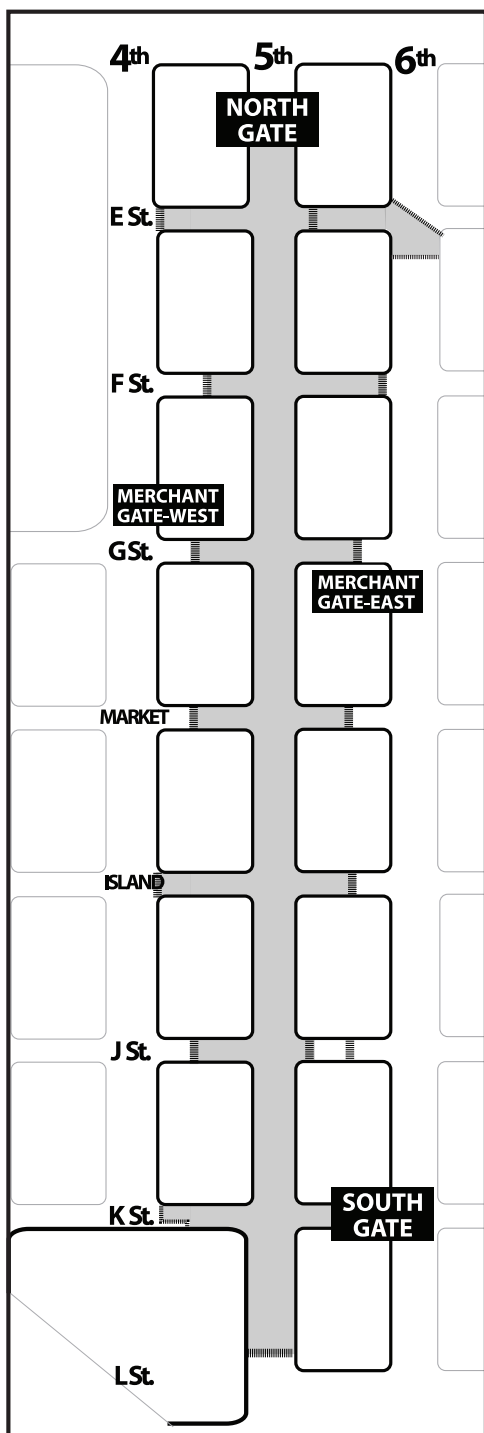 4th 5th 6th
NORTH
GATE
E St.
F St.
MERCHANT
GATE-WEST
G St.
MERCHANT
GATE-EAST
MARKET
ISLAND
J St.
K St.
SOUTH
GATE
L St.